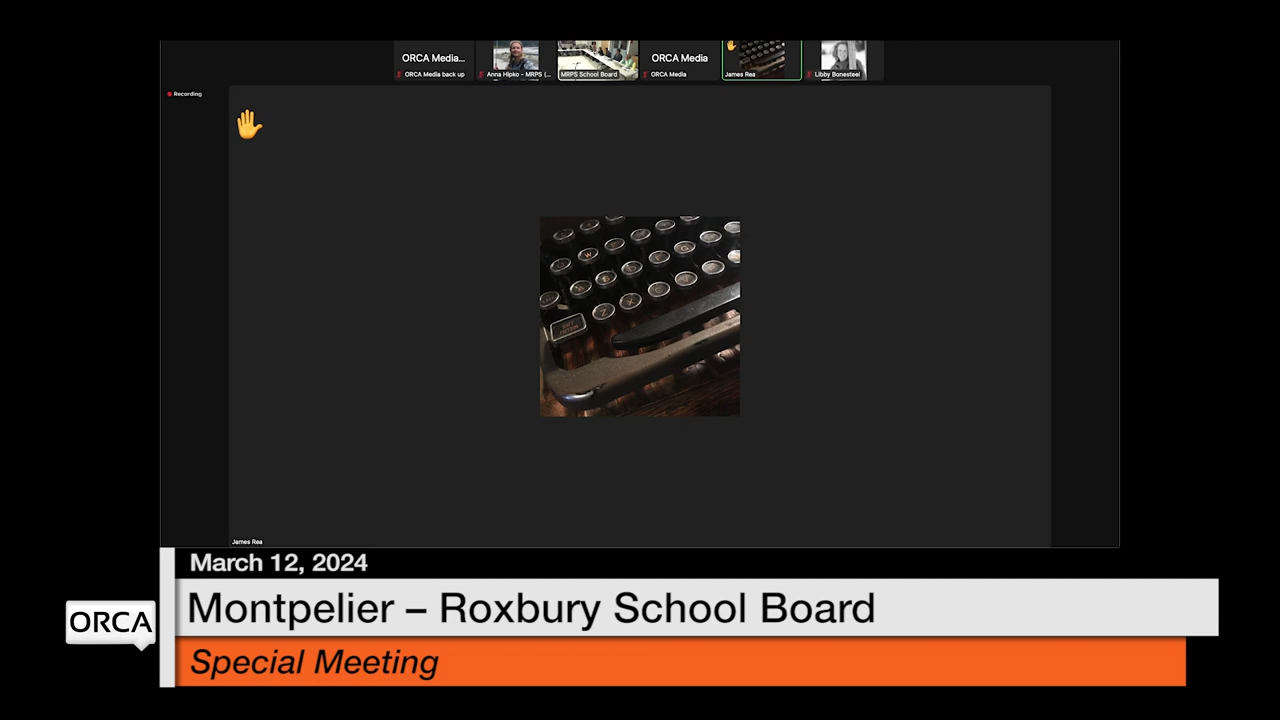 ORCA Media...
ORCA Media back up
Anna Hipko - MRPS (...
MRPS School Board
ORCA Media
ORCA Media
James Rea
Libby Bonesteel
Recording
W
G
A
S
D
Z
X
C
James Rea
March 12, 2024
Montpelier – Roxbury School Board
ORCA
Special Meeting